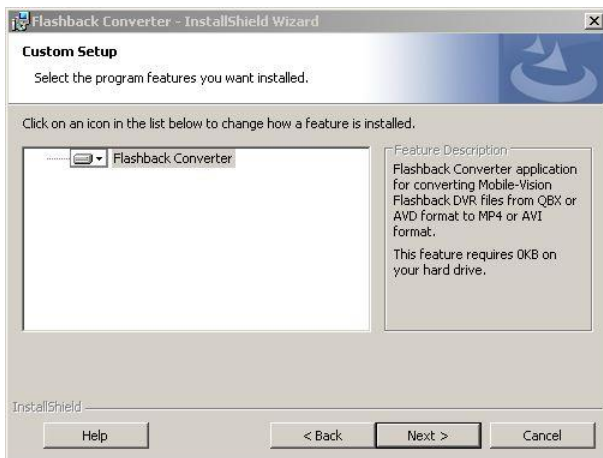 Flashback Converter - InstallShield Wizard
Custom Setup
Select the program features you want installed.
Click on an icon in the list below to change how a feature is installed.
Flashback Converter
Feature Description
Flashback Converter application
for converting Mobile-Vision
Flashback DVR files from QBX or
AVD format to MP4 or AVI
format.
This feature requires 0KB on
your hard drive.
InstallShield
Help
< Back
Next >
Cancel